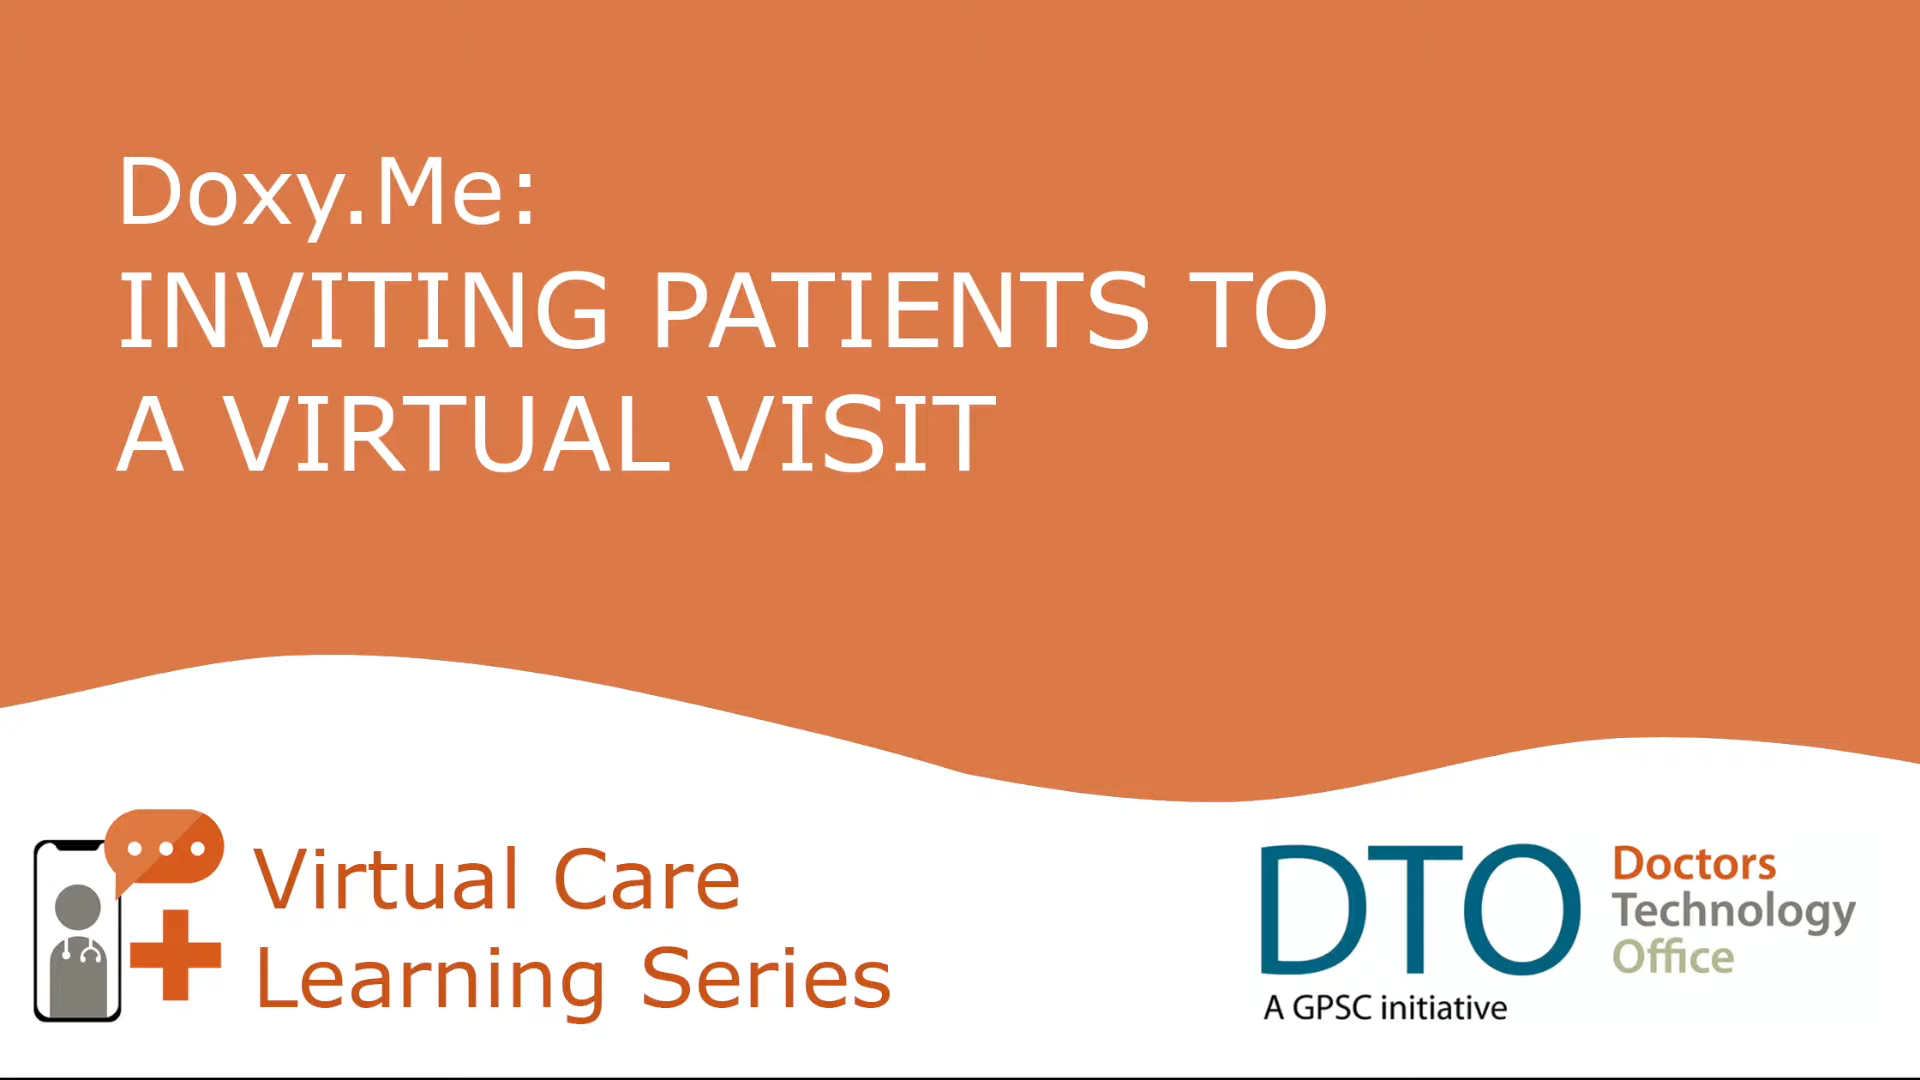 Doxy.Me:
INVITING PATIENTS TO
A VIRTUAL VISIT
Virtual Care
Learning Series
DTO
Doctors
Technology
Office
A GPSC initiative